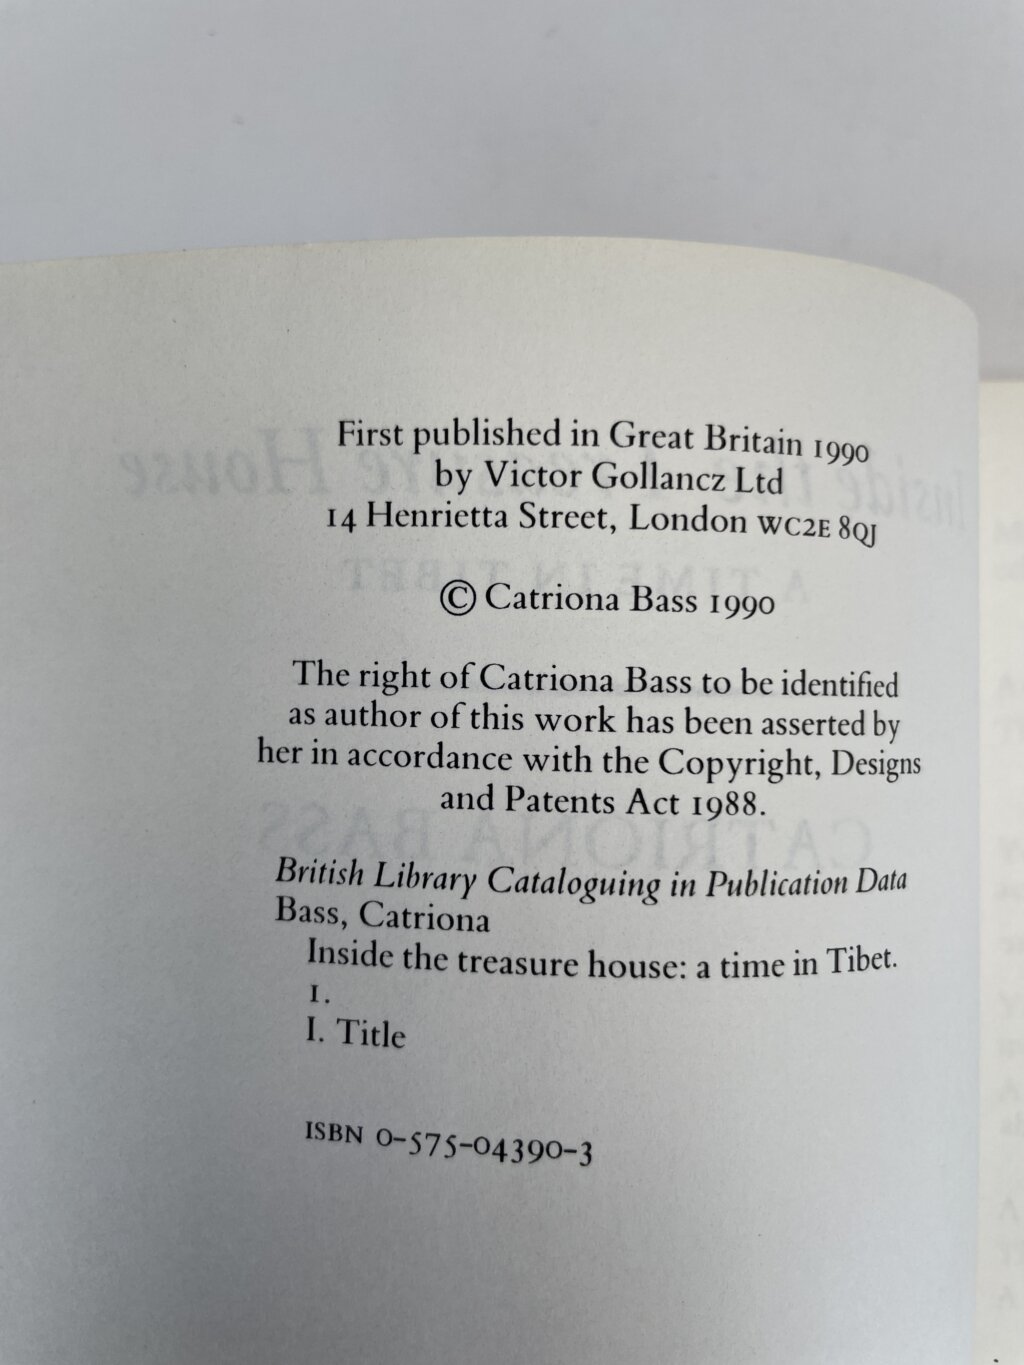 First published in Great Britain 1990
by Victor Gollancz Ltd
14 Henrietta Street, London WC2E 8QJ
© Catriona Bass 1990
The right of Catriona Bass to be identified
as author of this work has been asserted by
her in accordance with the Copyright, Designs
and Patents Act 1988.
British Library Cataloguing in Publication Data
Bass, Catriona
Inside the treasure house: a time in Tibet.
1.
I. Title
ISBN 0-575-04390-3